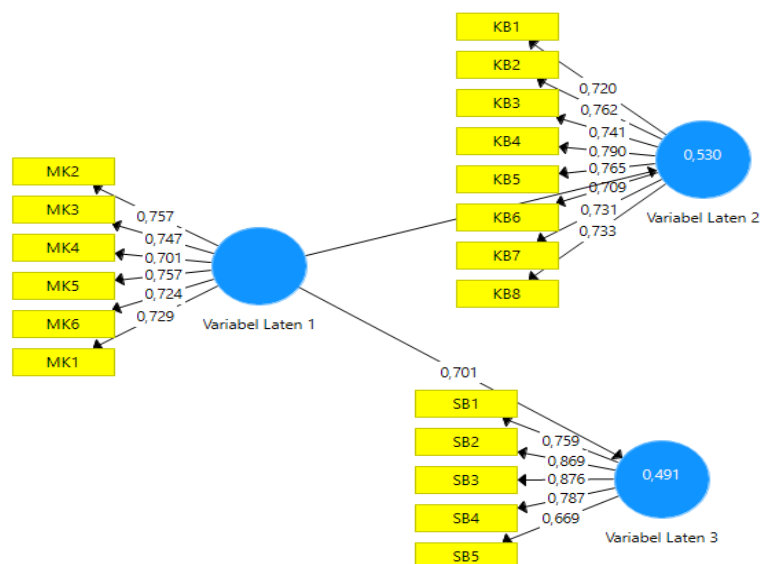 KB1
KB2
KB3
KB4
KB5
KB6
KB7
KB8
0,720
0,762
0,741
0,790
0,765
0,709
0,731
0,733
0,530
Variabel Laten 2
MK2
MK3
MK4
MK5
MK6
MK1
0,757
0,747
0,701
0,757
0,724
0,729
Variabel Laten 1
0,701
SB1
SB2
SB3
SB4
SB5
0,759
0,869
0,876
0,787
0,669
0,491
Variabel Laten 3